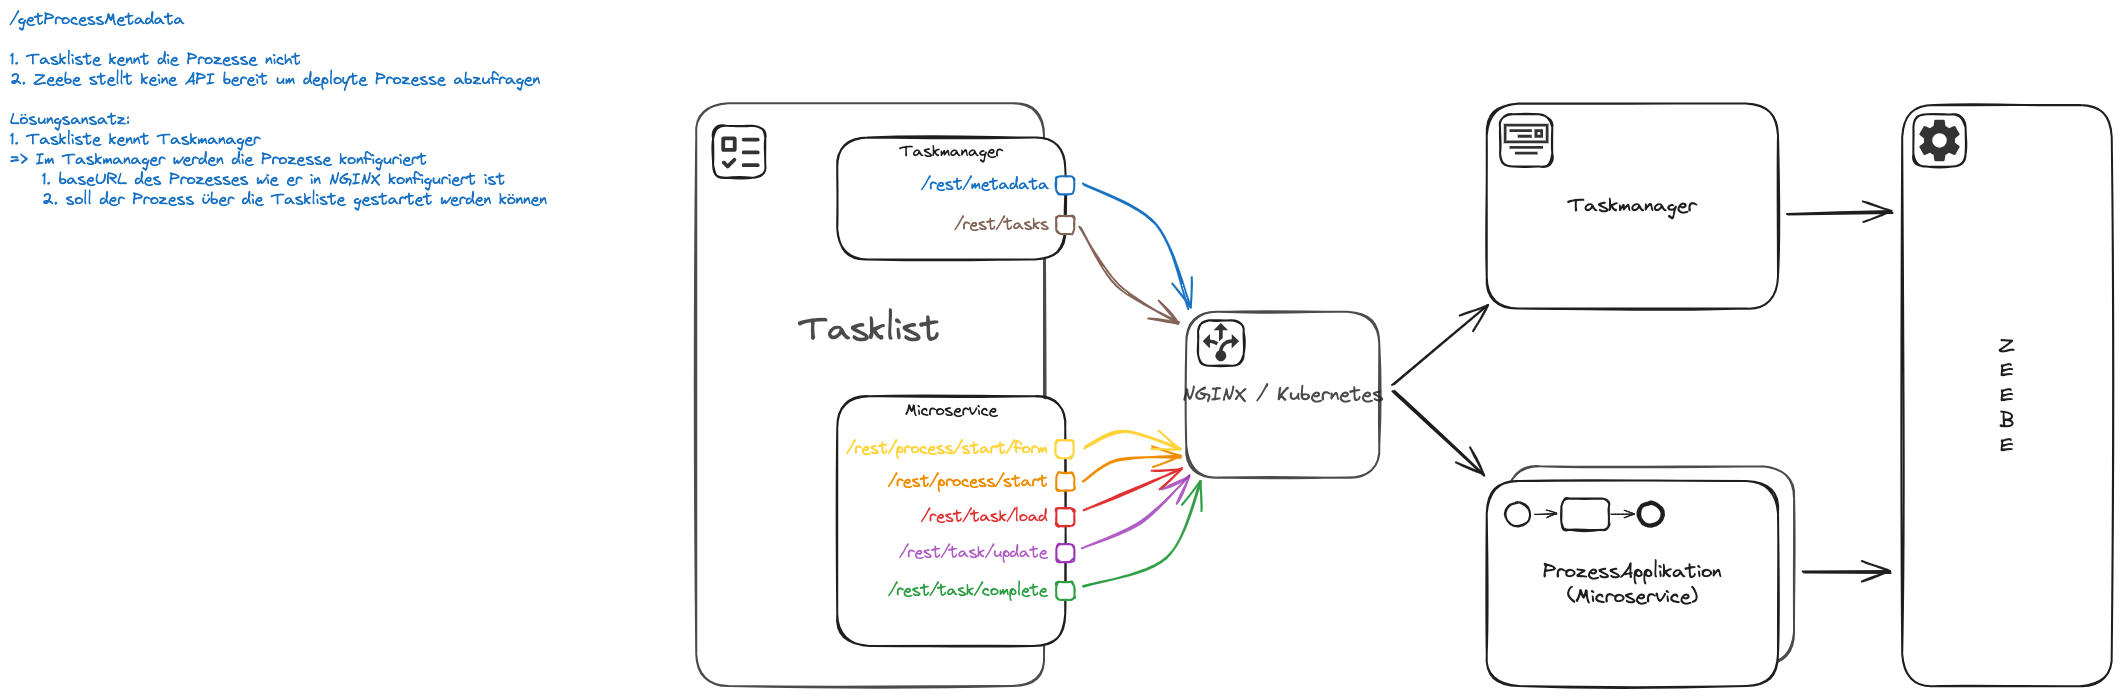 /getProcessMetadata
1. Taskliste kennt die Prozesse nicht
2. Zeebe stellt keine API bereit um deployte Prozesse abzufragen
Lösungsansatz:
1. Taskliste kennt Taskmanager
=> Im Taskmanager werden die Prozesse konfiguriert
1. baseURL des Prozesses wie er in NGINX konfiguriert ist
2. soll der Prozess über die Taskliste gestartet werden können
Taskmanager
/rest/metadata
/rest/tasks
Tasklist
Microservice
/rest/process/start/form
/rest/process/start
/rest/task/load
/rest/task/update
/rest/task/complete
NGINX / Kubernetes
Taskmanager
ProzessApplikation
(Microservice)
Z
E
E
B
E